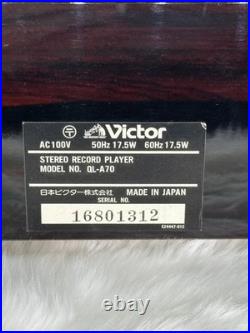 Victor
AC100V 50Hz 17.5W 60Hz 17.5W
STEREO RECORD PLAYER
MODEL NO. QL-A70
日本ビクター株式会社 MADE IN JAPAN
SERIAL NO.
16801312